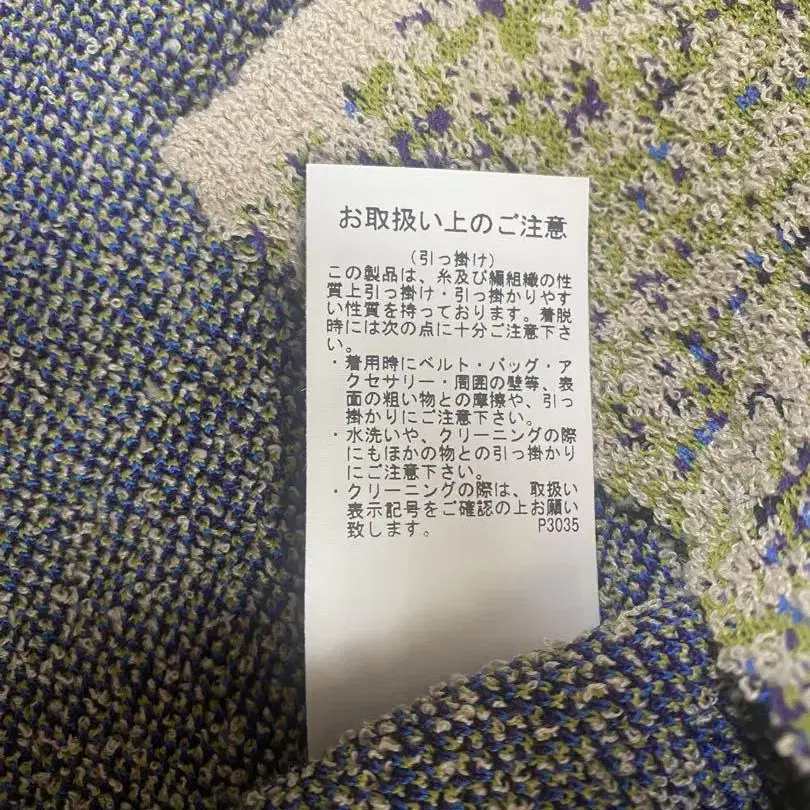 お取扱い上のご注意
(引っ掛け)
この製品は、糸及び編組織の性
質上引っ掛け・引っ掛かりやす
い性質を持っております。着脱
時には次の点に十分ご注意下さ
い。
・着用時にベルト・バッグ・ア
クセサリー・周囲の壁等、表
面の粗い物との摩擦や、引っ
掛かりにご注意下さい。
・水洗いや、クリーニングの際
にもほかの物との引っ掛かり
にご注意下さい。
・クリーニングの際は、取扱い
表示記号をご確認の上お願い
致します。 P3035